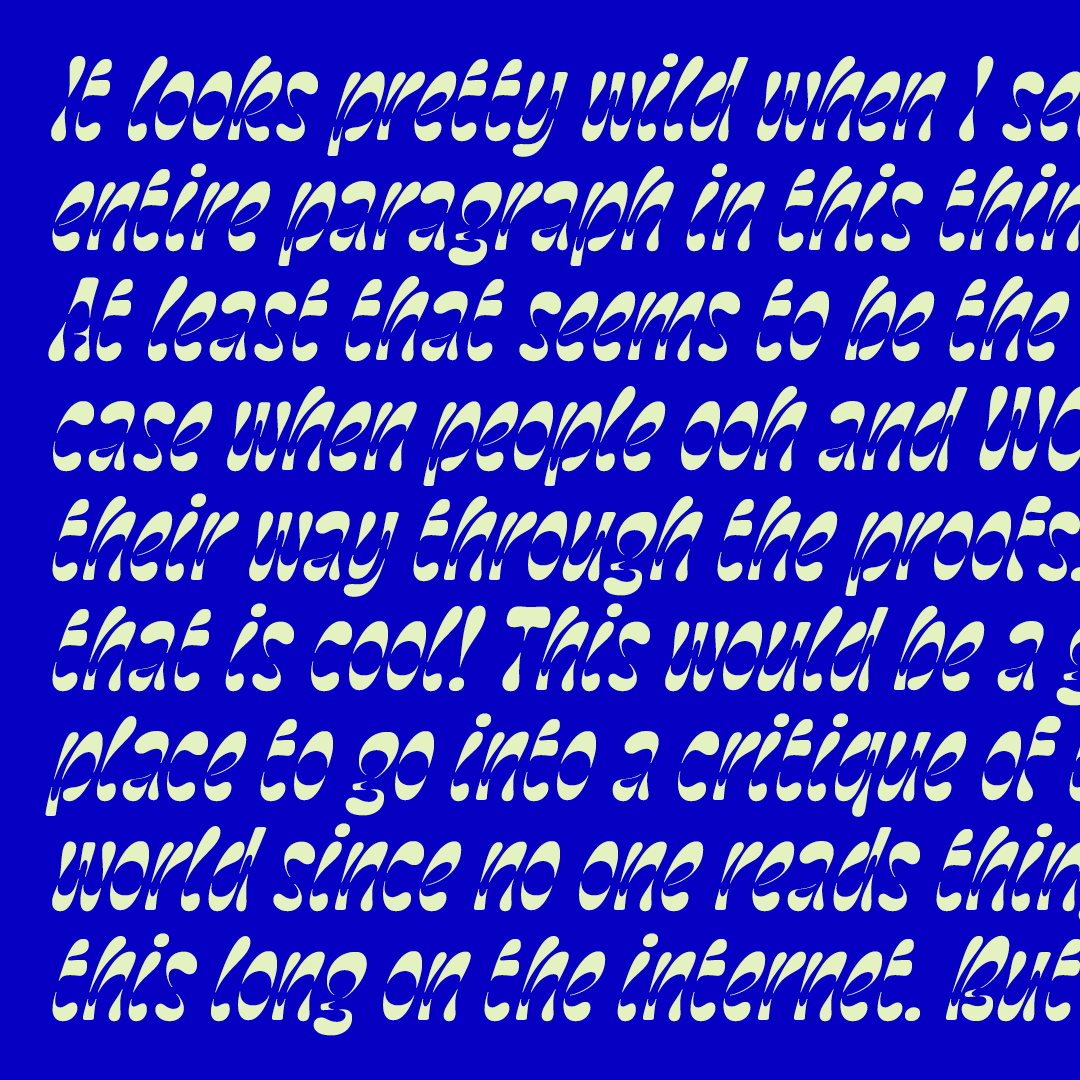 It looks pretty wild when I se
entire paragraph in this thin
At least that seems to be the
case when people ooh and Wo
their way through the proofs.
that is cool! This would be a g
place to go into a critique of t
world since no one reads thin
this long on the internet. But